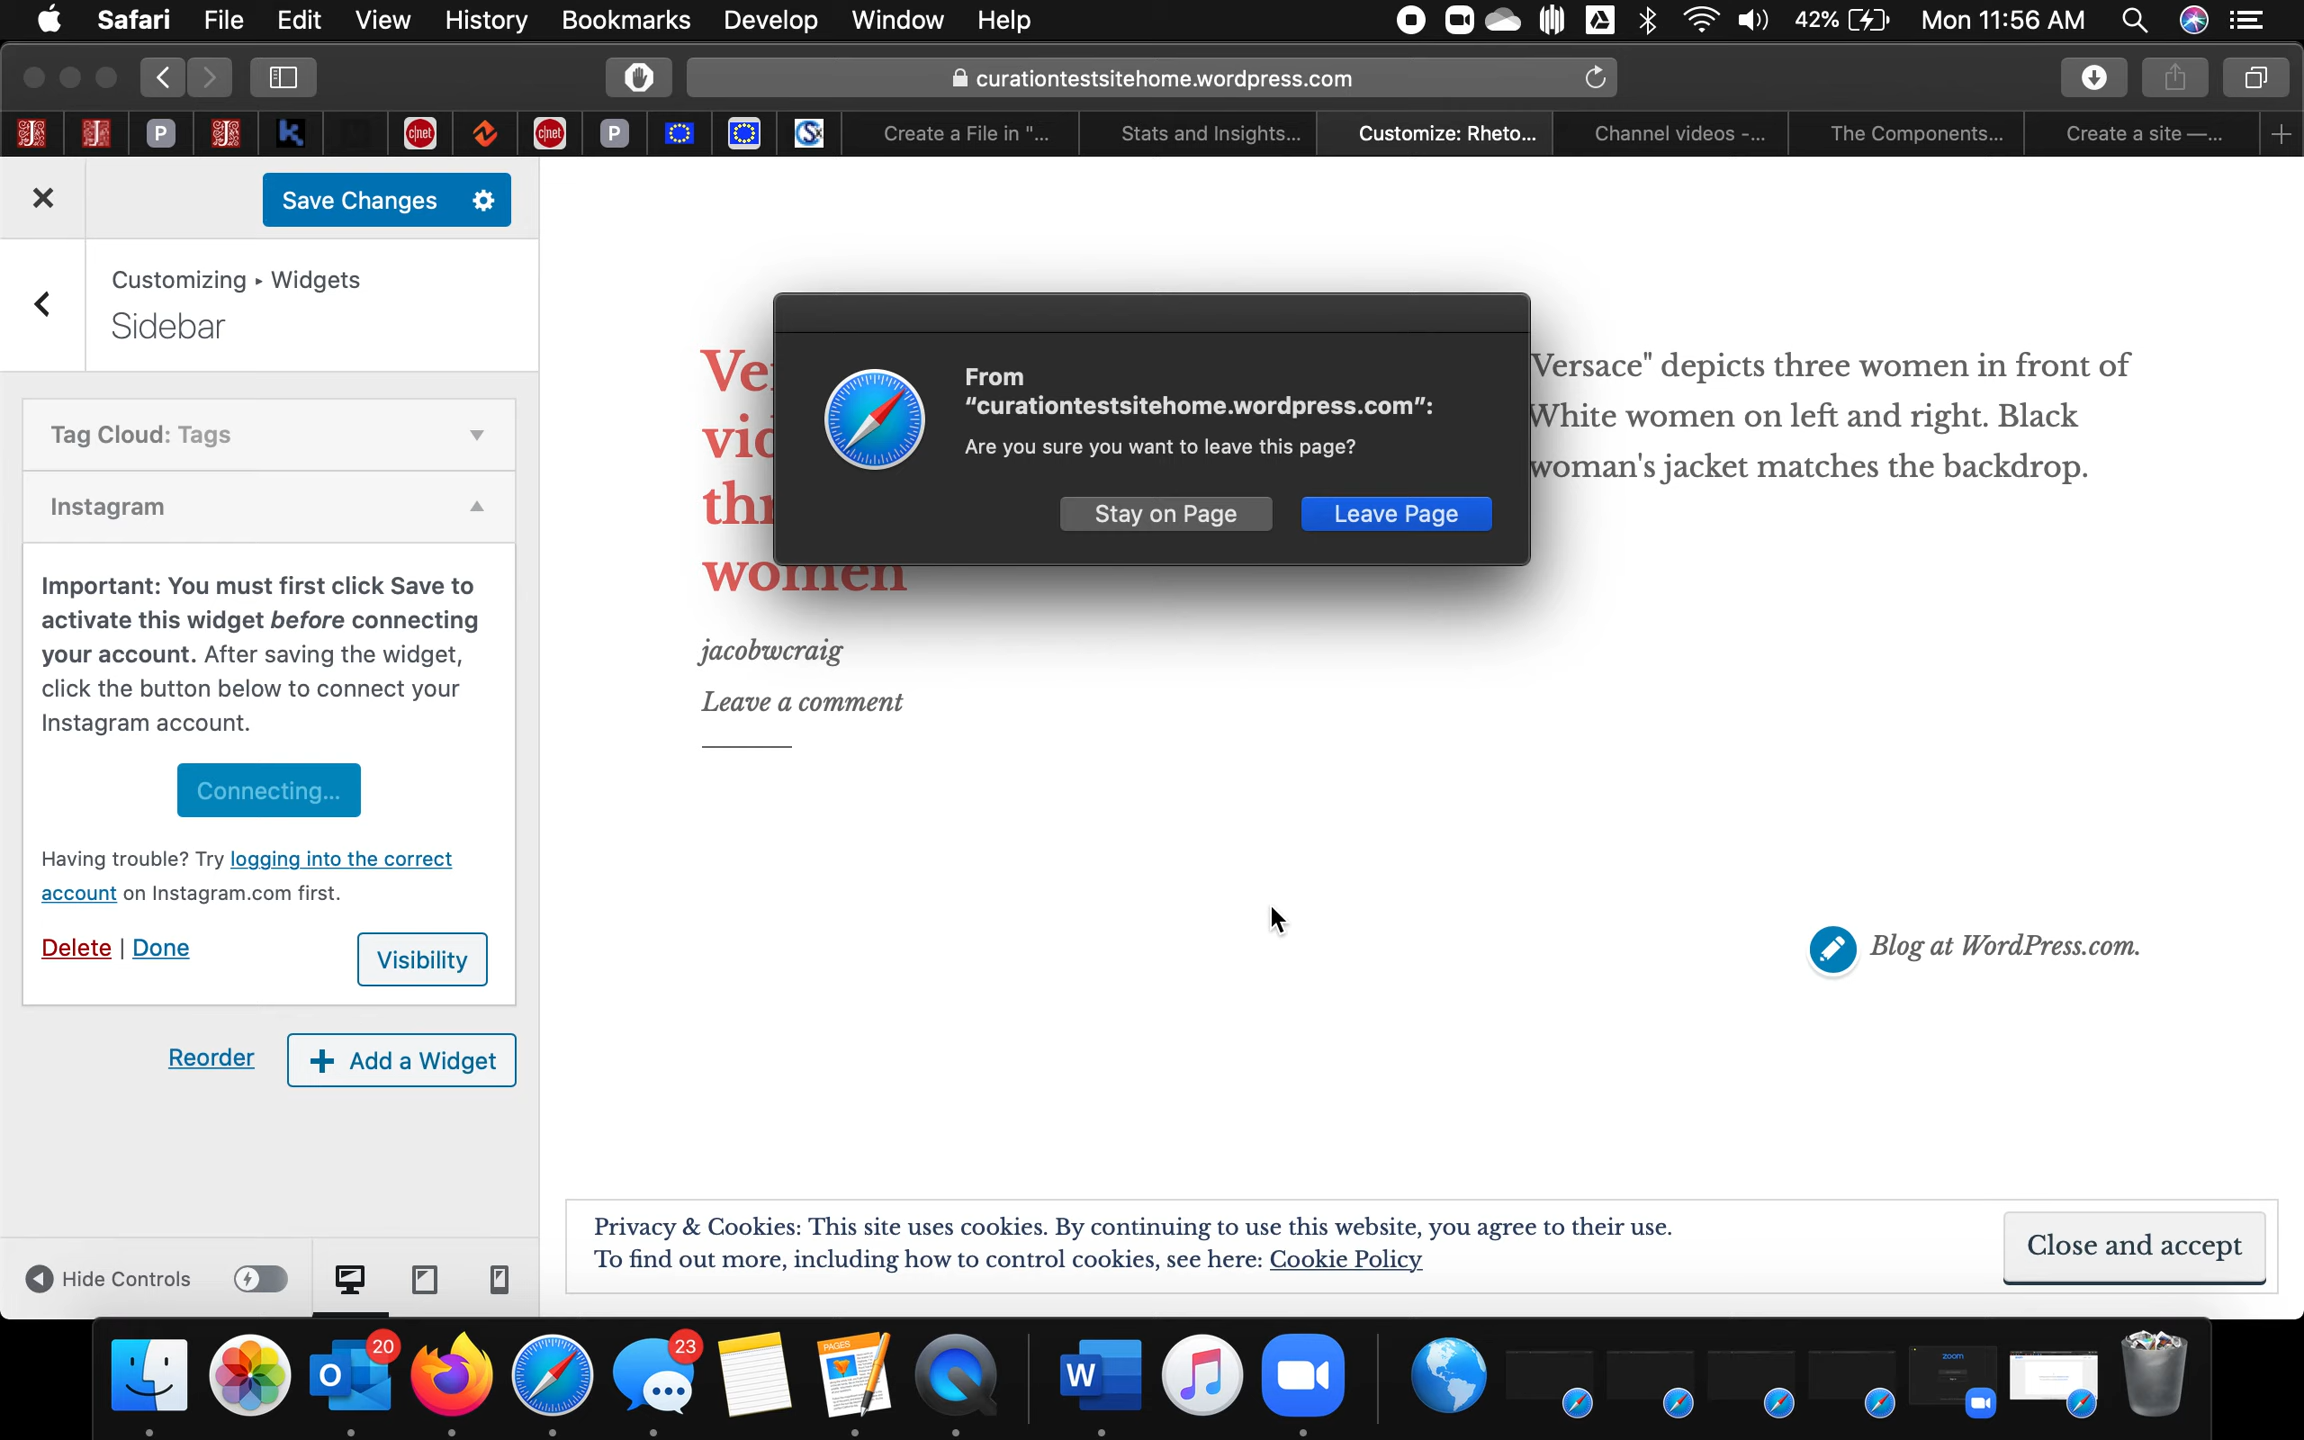 Safari File Edit View History Bookmarks Develop Window Help 42% Mon 11:56 AM
curationtestsitehome.wordpress.com
P c|net c|net P Create a File in "... Stats and Insights... Customize: Rheto... Channel videos -... The Components... Create a site —...
Save Changes
Customizing ▸ Widgets
Sidebar
Tag Cloud: Tags
Instagram
Important: You must first click Save to
activate this widget before connecting
your account. After saving the widget,
click the button below to connect your
Instagram account.
Connecting...
Having trouble? Try logging into the correct
account on Instagram.com first.
Delete | Done
Visibility
Reorder
Add a Widget
Hide Controls
From
“curationtestsitehome.wordpress.com”:
Are you sure you want to leave this page?
Stay on Page Leave Page
women
jacobwcraig
Leave a comment
Versace" depicts three women in front of
White women on left and right. Black
woman's jacket matches the backdrop.
Blog at WordPress.com.
Privacy & Cookies: This site uses cookies. By continuing to use this website, you agree to their use.
To find out more, including how to control cookies, see here: Cookie Policy
Close and accept
20
23
PAGES
W
zoom